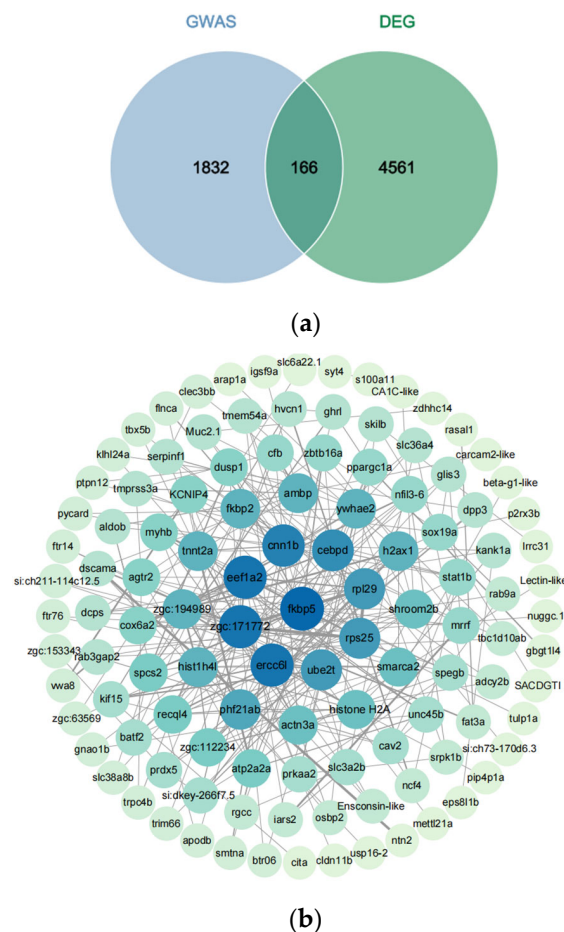 GWAS DEG
1832 166 4561
(a)
slc6a22.1
igsf9a syt4
arap1a s100a11
clec3bb CA1C-like
flnca tmem54a hvcn1 ghrl zdhhc14
tbx5b Muc2.1 skilb rasal1
klhl24a serpinf1 dusp1 cfb zbtb16a ppargc1a slc36a4 carcam2-like
ptpn12 tmprss3a KCNIP4 ambp glis3 beta-g1-like
pycard aldob fkbp2 ywhae2 nfil3-6 dpp3 p2rx3b
ftr14 myhb tnnt2a cnn1b cebpd h2ax1 sox19a kank1a lrrc31
si:ch211-114c12.5 dscama agtr2 eef1a2 rpl29 stat1b rab9a Lectin-like
ftr76 dcps cox6a2 zgc:194989 fkbp5 shroom2b nuggc.1
zgc:153343 rab3gap2 zgc:171772 rps25 mrrf tbc1d10ab gbgt1l4
vwa8 spcs2 hist1h4l ercc6l ube2t smarca2 adcy2b SACDGTI
zgc:63569 kif15 recql4 phf21ab histone H2A unc45b fat3a tulp1a
gnao1b batf2 zgc:112234 actn3a cav2 srpk1b si:ch73-170d6.3
slc38a8b prdx5 atp2a2a prkaa2 slc3a2b ncf4 pip4p1a
trpc4b si:dkey-266f7.5 Ensconsin-like eps8l1b
trim66 rgcc iars2 osbp2 mettl21a
apodb smtna btr06 cita cldn11b usp16-2 ntn2
(b)